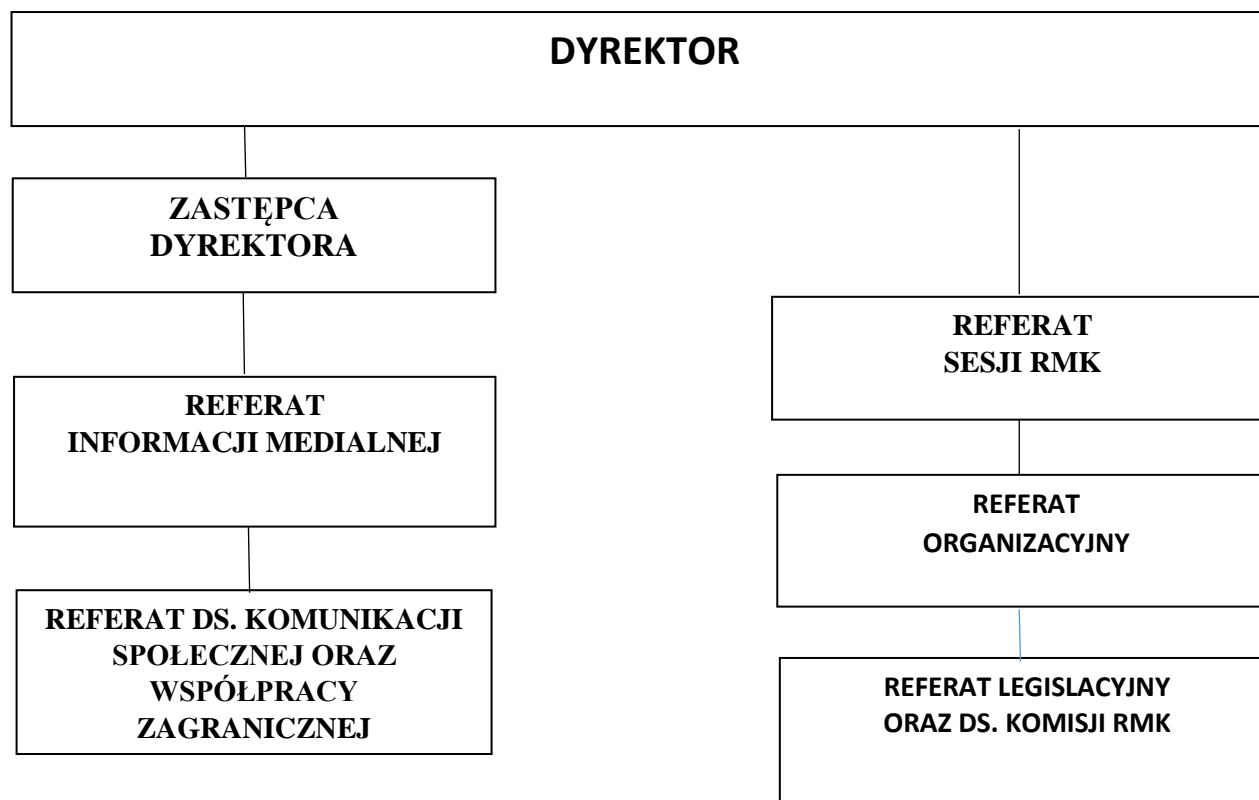 DYREKTOR
ZASTĘPCA
DYREKTORA
REFERAT
INFORMACJI MEDIALNEJ
REFERAT DS. KOMUNIKACJI
SPOŁECZNEJ ORAZ
WSPÓŁPRACY
ZAGRANICZNEJ
REFERAT
SESJI RMK
REFERAT
ORGANIZACYJNY
REFERAT LEGISLACYJNY
ORAZ DS. KOMISJI RMK